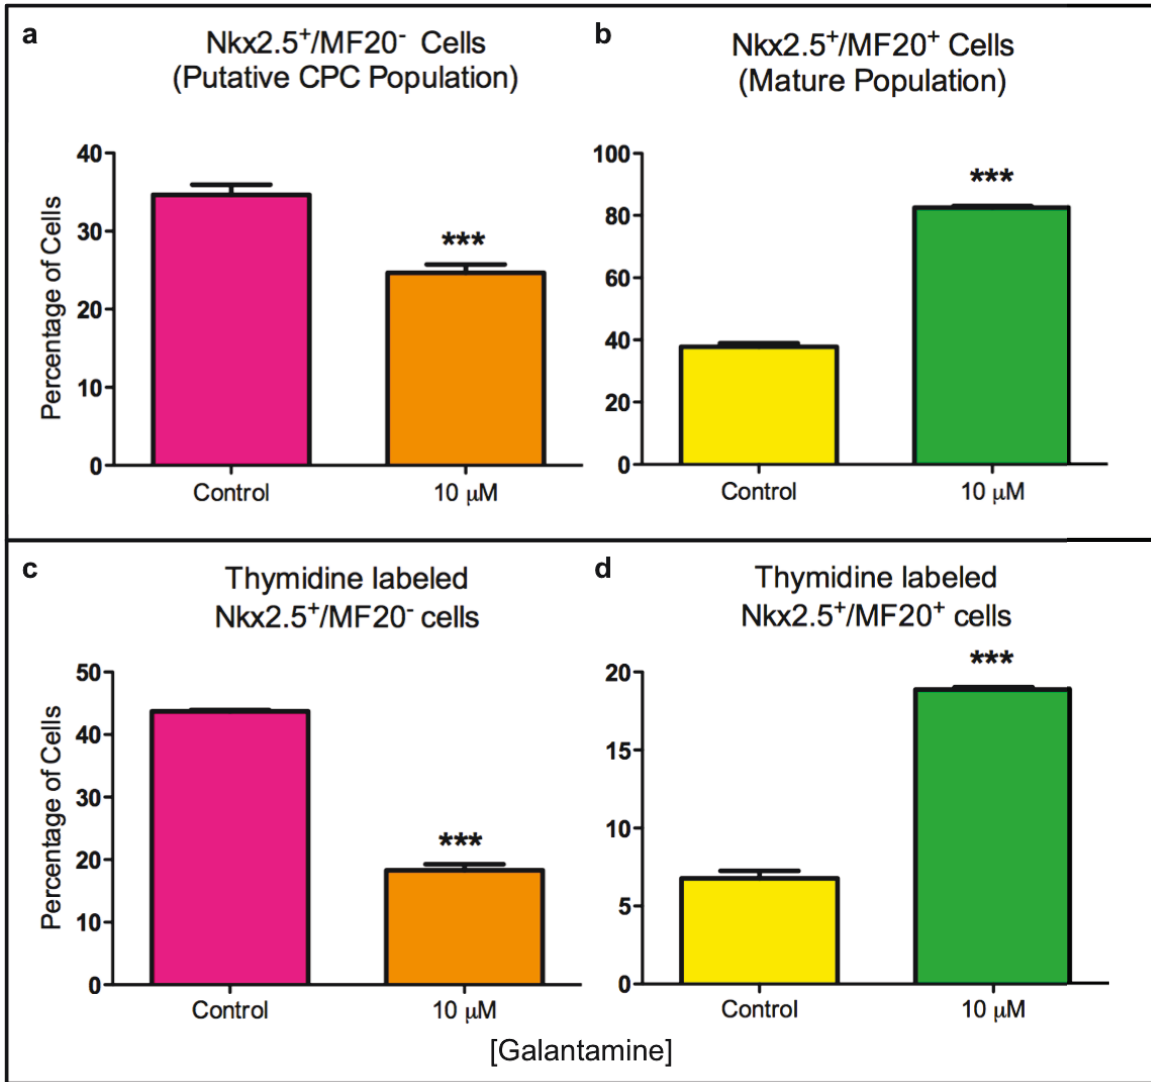 a
Nkx2.5⁺/MF20⁻ Cells
(Putative CPC Population)
Percentage of Cells
40
30
20
10
0
Control
10 μM
***
b
Nkx2.5⁺/MF20⁺ Cells
(Mature Population)
100
80
60
40
20
0
Control
10 μM
***
c
Thymidine labeled
Nkx2.5⁺/MF20⁻ cells
Percentage of Cells
50
40
30
20
10
0
Control
10 μM
***
d
Thymidine labeled
Nkx2.5⁺/MF20⁺ cells
20
15
10
5
0
Control
10 μM
***
[Galantamine]